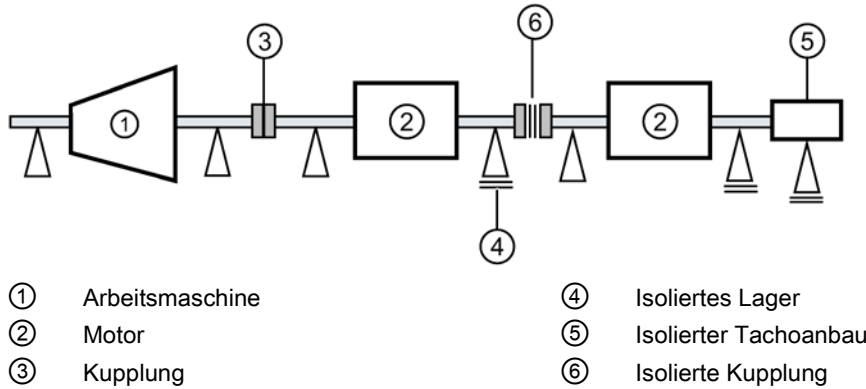 ③ ⑥ ⑤
① ② ②
④
① Arbeitsmaschine ④ Isoliertes Lager
② Motor ⑤ Isolierter Tachoanbau
③ Kupplung ⑥ Isolierte Kupplung